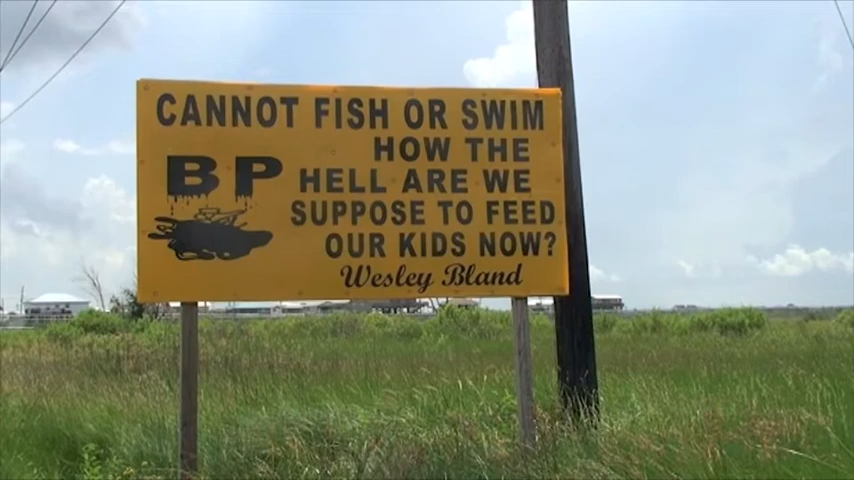 CANNOT FISH OR SWIM
BP
HOW THE
HELL ARE WE
SUPPOSE TO FEED
OUR KIDS NOW?
Wesley Bland